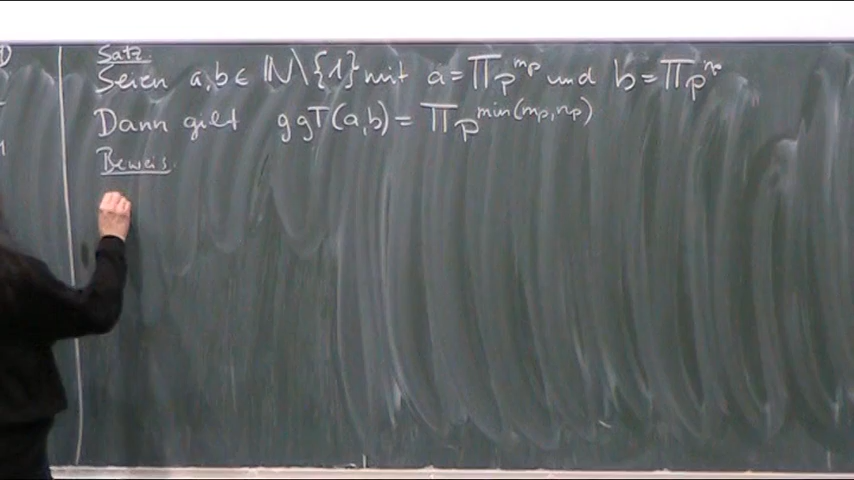 Satz.
Seien a,b ∈ ℕ\{1} mit a = ∏ p^{m_p} und b = ∏ p^{n_p}
Dann gilt ggT(a,b) = ∏ p^{min(m_p, n_p)}
Beweis.